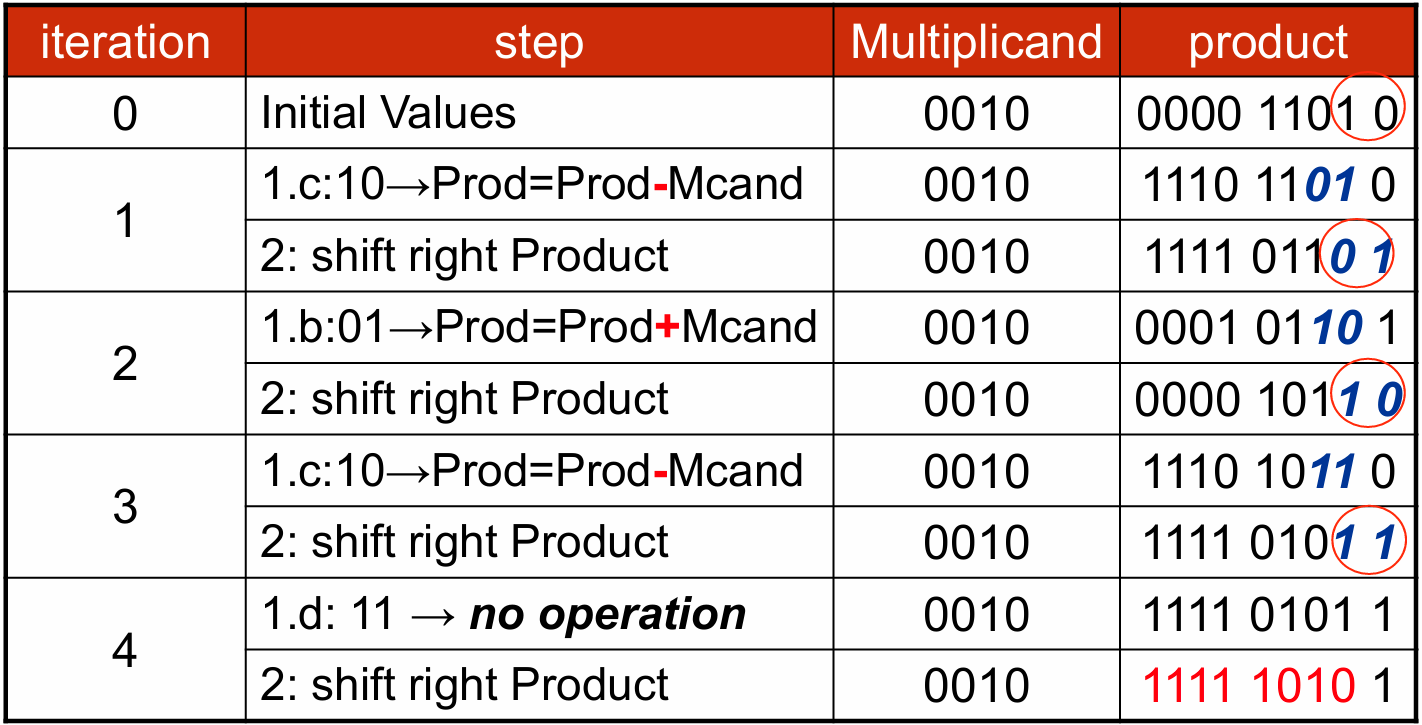 iteration step Multiplicand product
0 Initial Values 0010 0000 1101 0
1 1.c:10→Prod=Prod-Mcand 0010 1110 1101 0
2: shift right Product 0010 1111 0110 1
2 1.b:01→Prod=Prod+Mcand 0010 0001 0110 1
2: shift right Product 0010 0000 1011 0
3 1.c:10→Prod=Prod-Mcand 0010 1110 1011 0
2: shift right Product 0010 1111 0101 1
4 1.d: 11 → no operation 0010 1111 0101 1
2: shift right Product 0010 1111 1010 1